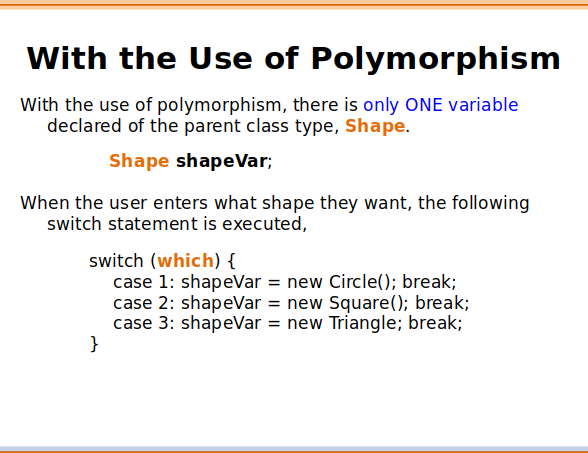 With the Use of Polymorphism
With the use of polymorphism, there is only ONE variable
declared of the parent class type, Shape.
Shape shapeVar;
When the user enters what shape they want, the following
switch statement is executed,
switch (which) {
case 1: shapeVar = new Circle(); break;
case 2: shapeVar = new Square(); break;
case 3: shapeVar = new Triangle; break;
}